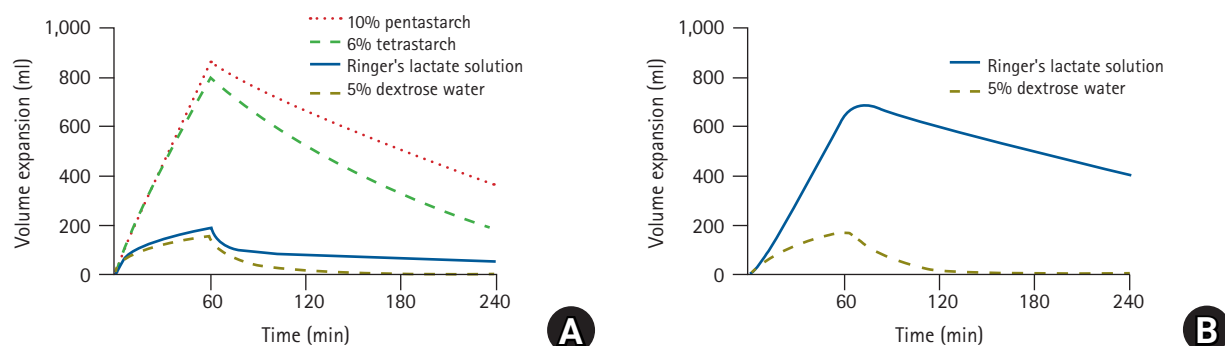 1,000
800
600
400
200
0
Volume expansion (ml)
10% pentastarch
6% tetrastarch
Ringer's lactate solution
5% dextrose water
60 120 180 240
Time (min)
A
1,000
800
600
400
200
0
Volume expansion (ml)
Ringer's lactate solution
5% dextrose water
60 120 180 240
Time (min)
B